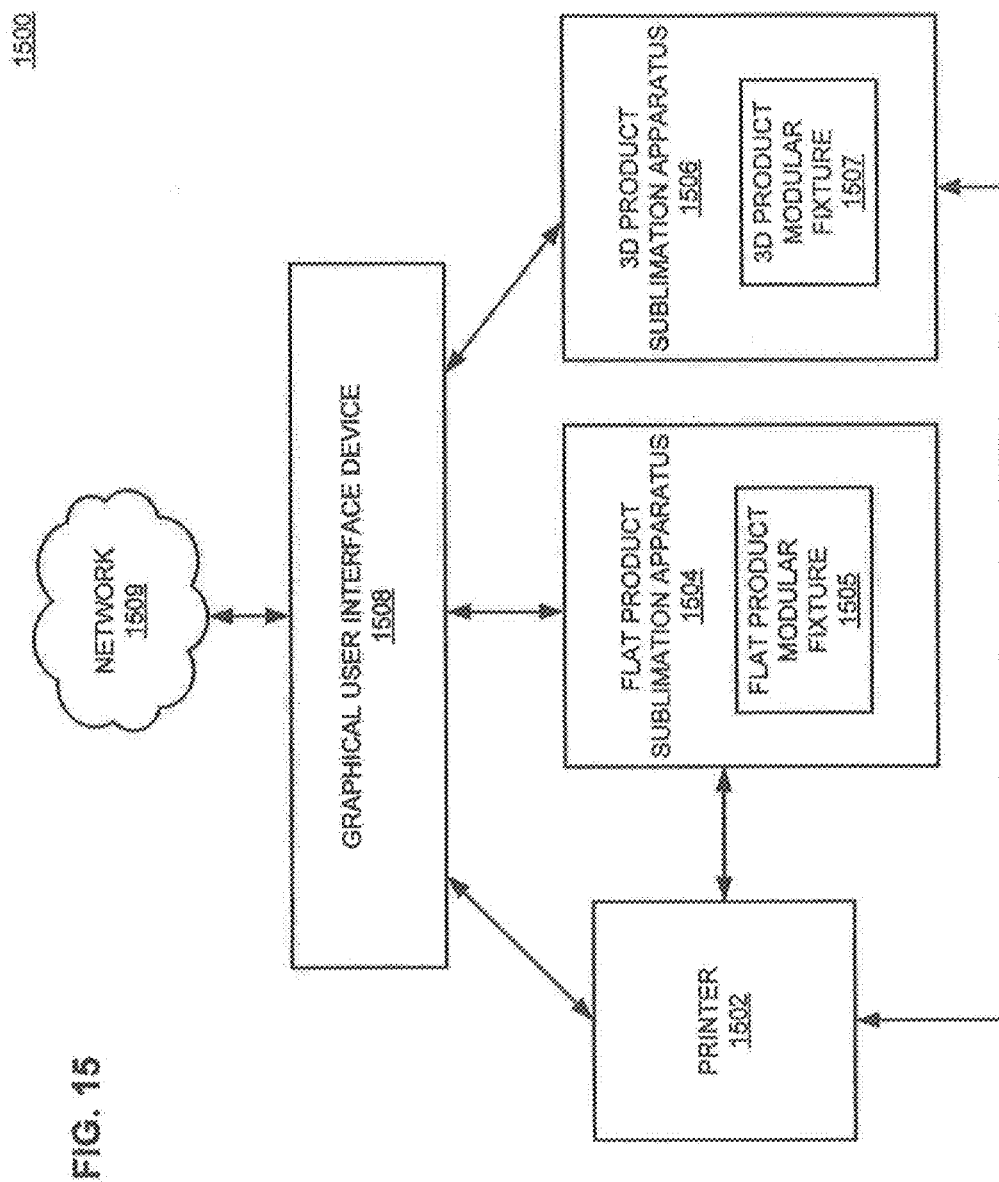 FIG. 15
1500
NETWORK
1509
GRAPHICAL USER INTERFACE DEVICE
1508
PRINTER
1502
FLAT PRODUCT
SUBLIMATION APPARATUS
1504
FLAT PRODUCT
MODULAR
FIXTURE
1505
3D PRODUCT
SUBLIMATION APPARATUS
1506
3D PRODUCT
MODULAR
FIXTURE
1507